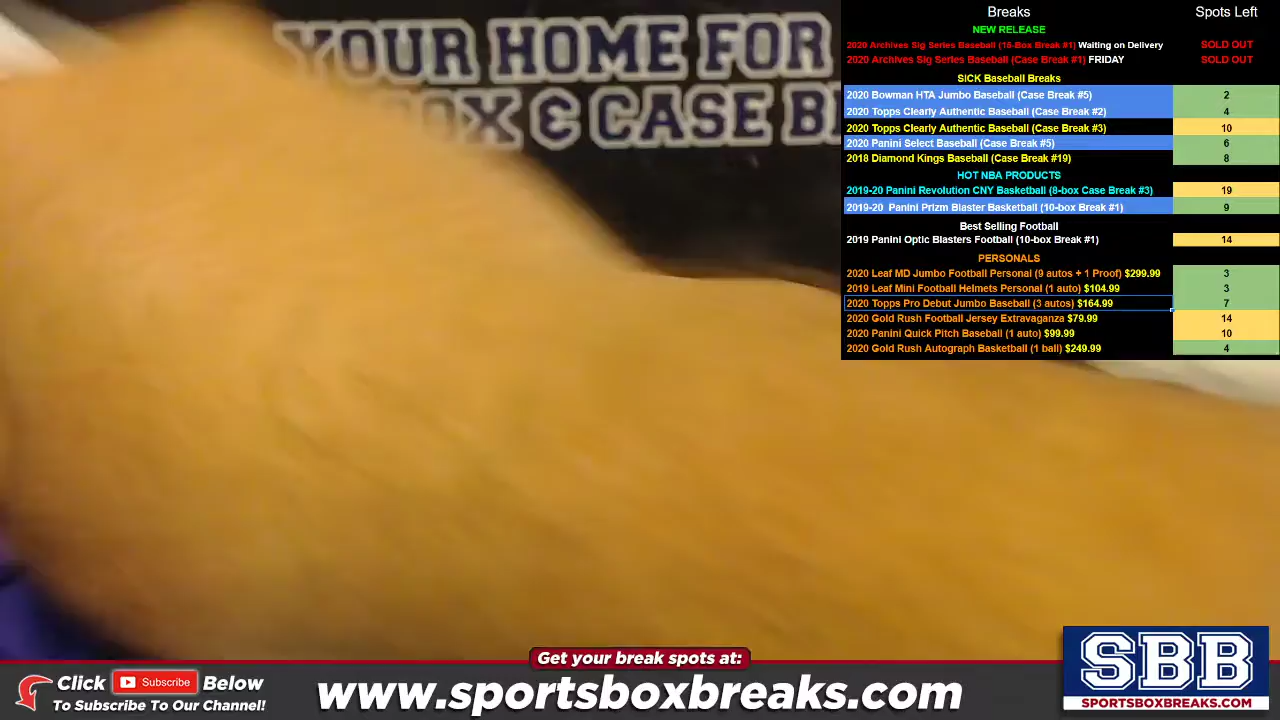 OUR HOME FOR
OX & CASE B
Breaks Spots Left
NEW RELEASE
2020 Archives Sig Series Baseball (15-Box Break #1) Waiting on Delivery SOLD OUT
2020 Archives Sig Series Baseball (Case Break #1) FRIDAY SOLD OUT
SICK Baseball Breaks
2020 Bowman HTA Jumbo Baseball (Case Break #5) 2
2020 Topps Clearly Authentic Baseball (Case Break #2) 4
2020 Topps Clearly Authentic Baseball (Case Break #3) 10
2020 Panini Select Baseball (Case Break #5) 6
2018 Diamond Kings Baseball (Case Break #19) 8
HOT NBA PRODUCTS
2019-20 Panini Revolution CNY Basketball (8-box Case Break #3) 19
2019-20 Panini Prizm Blaster Basketball (10-box Break #1) 9
Best Selling Football
2019 Panini Optic Blasters Football (10-box Break #1) 14
PERSONALS
2020 Leaf MD Jumbo Football Personal (9 autos + 1 Proof) $299.99 3
2019 Leaf Mini Football Helmets Personal (1 auto) $104.99 3
2020 Topps Pro Debut Jumbo Baseball (3 autos) $164.99 7
2020 Gold Rush Football Jersey Extravaganza $79.99 14
2020 Panini Quick Pitch Baseball (1 auto) $99.99 10
2020 Gold Rush Autograph Basketball (1 ball) $249.99 4
Get your break spots at:
Click Subscribe Below
To Subscribe To Our Channel!
www.sportsboxbreaks.com
SBB
SPORTSBOXBREAKS.COM